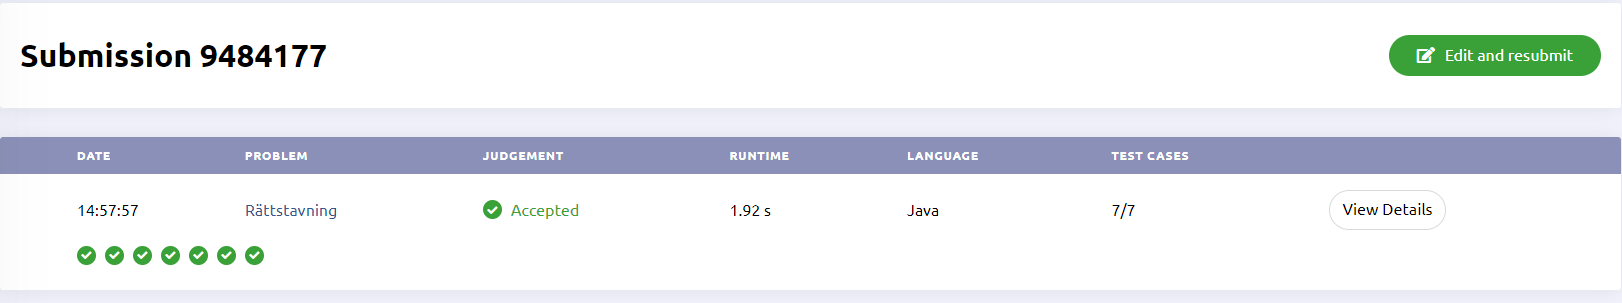 Submission 9484177
Edit and resubmit
DATE PROBLEM JUDGEMENT RUNTIME LANGUAGE TEST CASES
14:57:57 Rättstavning Accepted 1.92 s Java 7/7 View Details